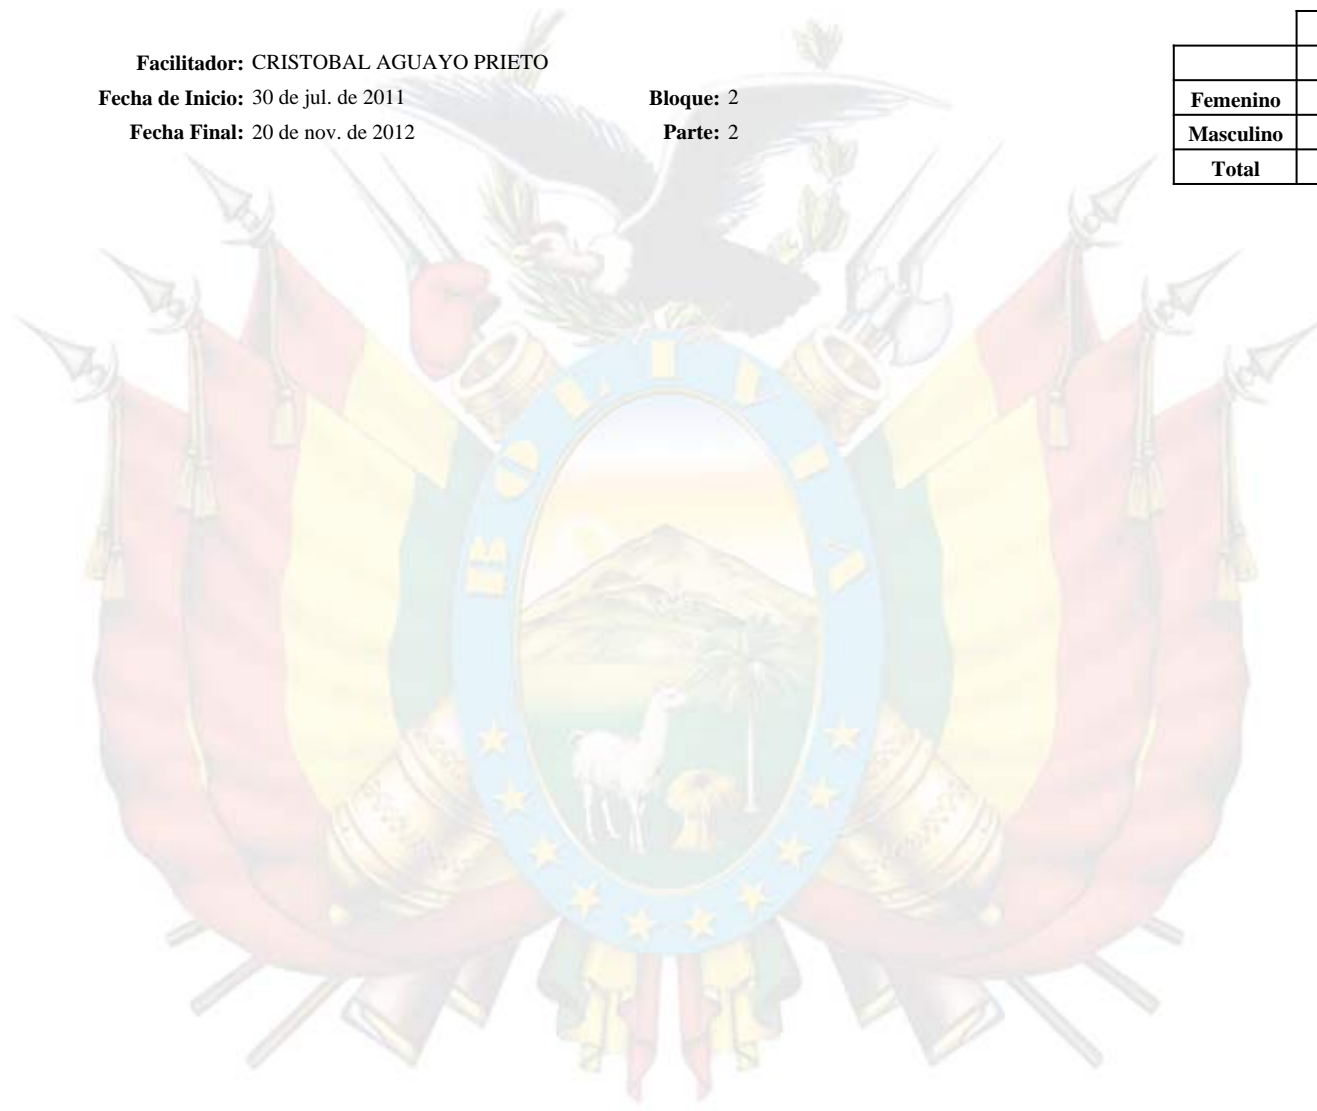 Facilitador: CRISTOBAL AGUAYO PRIETO
Fecha de Inicio: 30 de jul. de 2011 Bloque: 2
Fecha Final: 20 de nov. de 2012 Parte: 2
Femenino
Masculino
Total
BOLIVIA